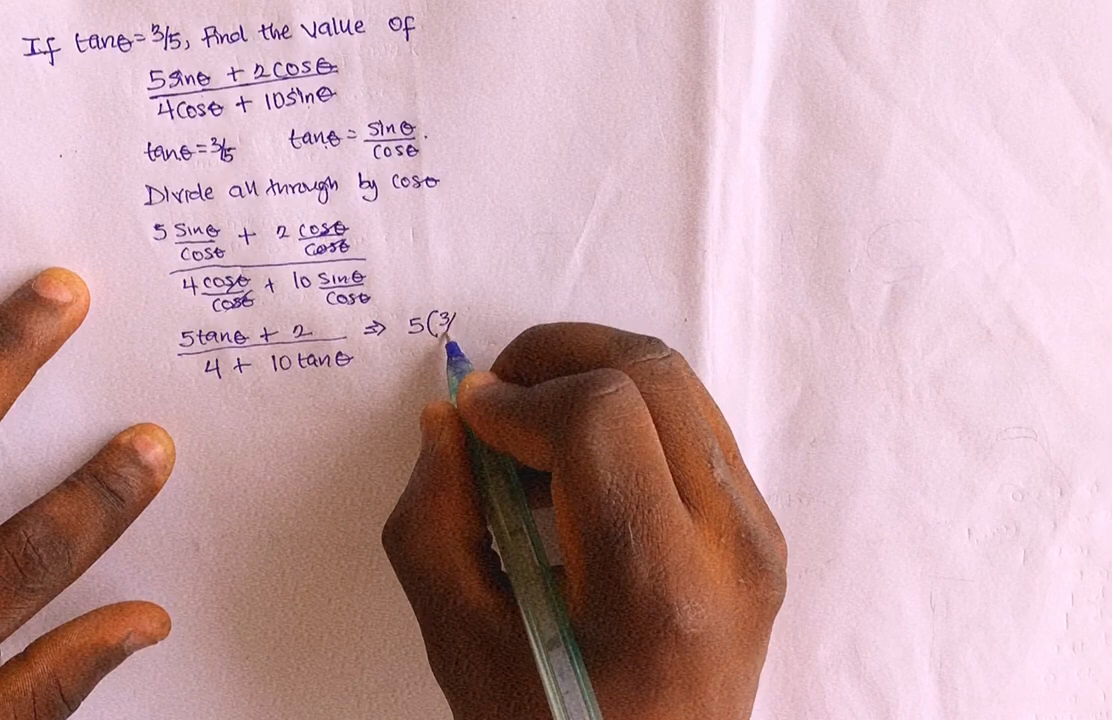 If tanθ = 3/5, find the value of
5sinθ + 2cosθ
4cosθ + 10sinθ
tanθ = 3/5 tanθ = sinθ/cosθ.
Divide all through by cosθ
5 sinθ/cosθ + 2 cosθ/cosθ
4 cosθ/cosθ + 10 sinθ/cosθ
5tanθ + 2 ⇒ 5(3/
4 + 10tanθ